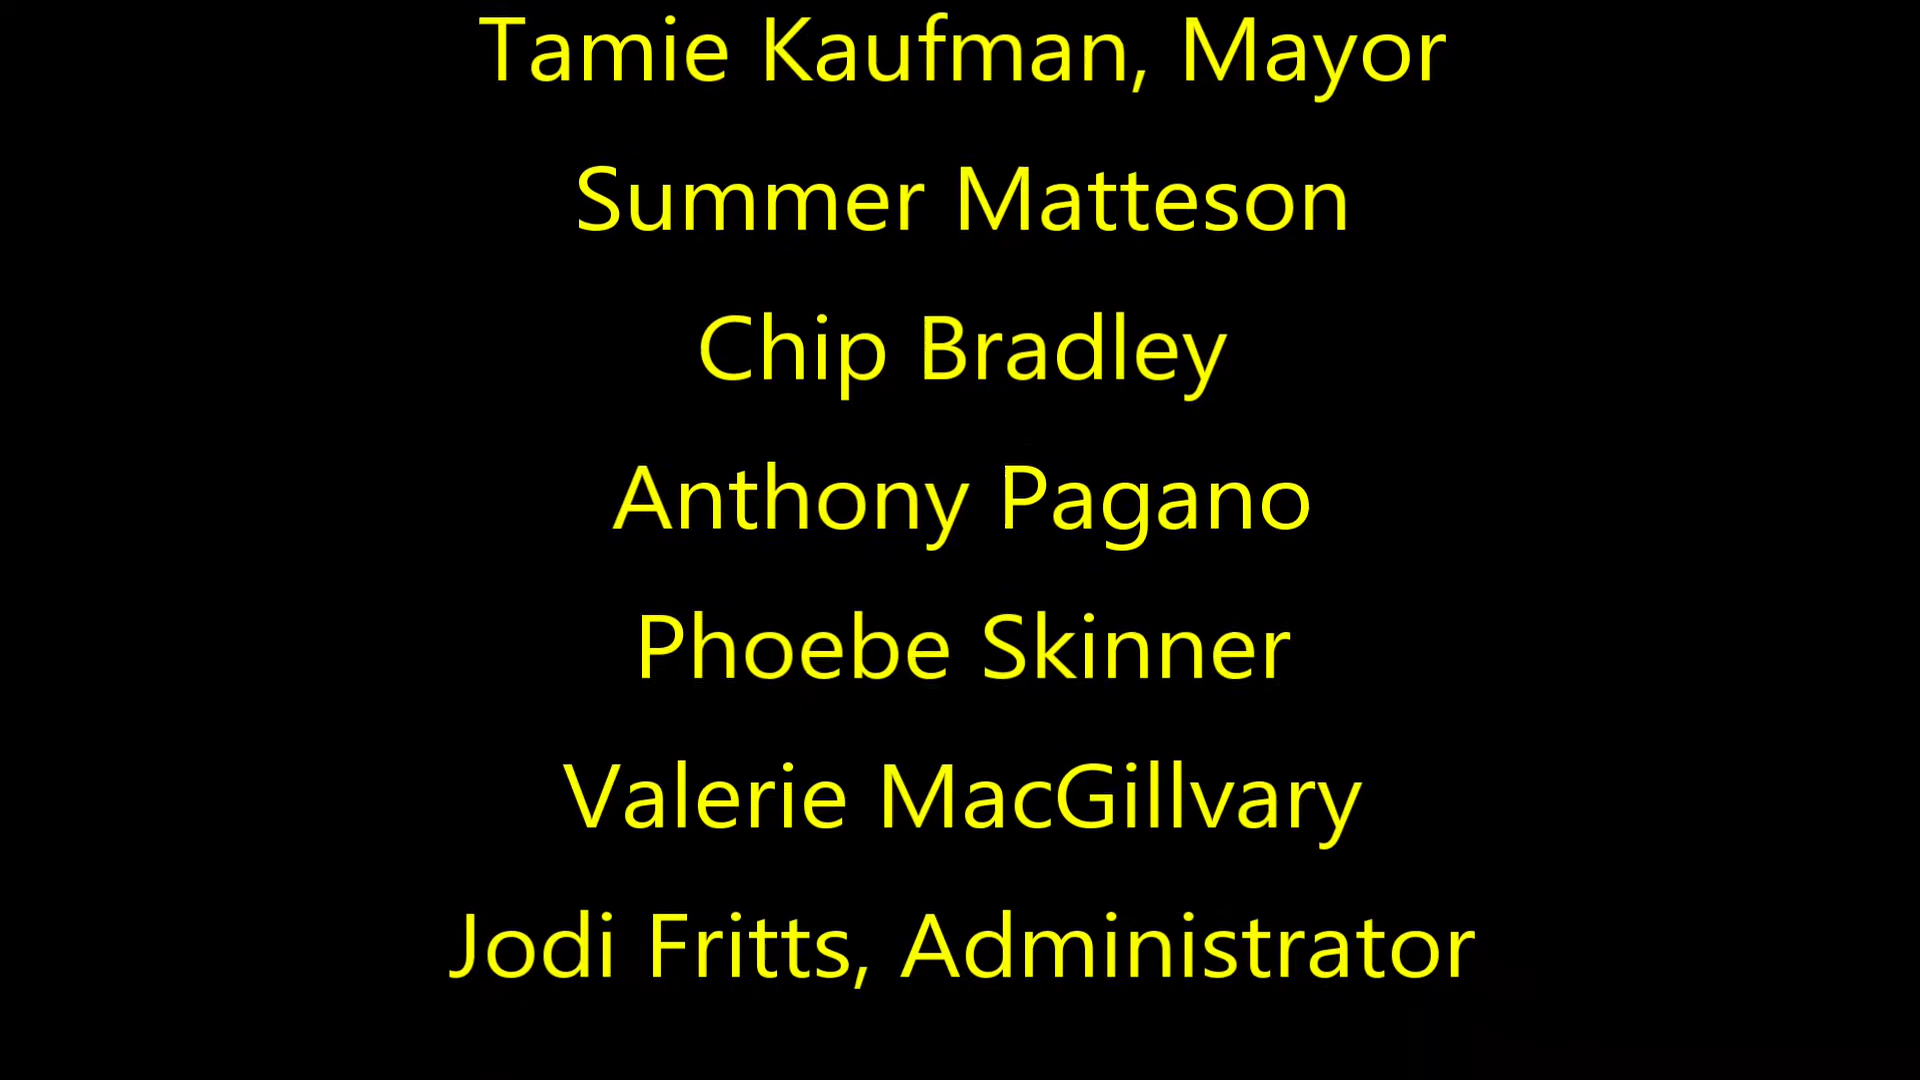 Tamie Kaufman, Mayor
Summer Matteson
Chip Bradley
Anthony Pagano
Phoebe Skinner
Valerie MacGillvary
Jodi Fritts, Administrator